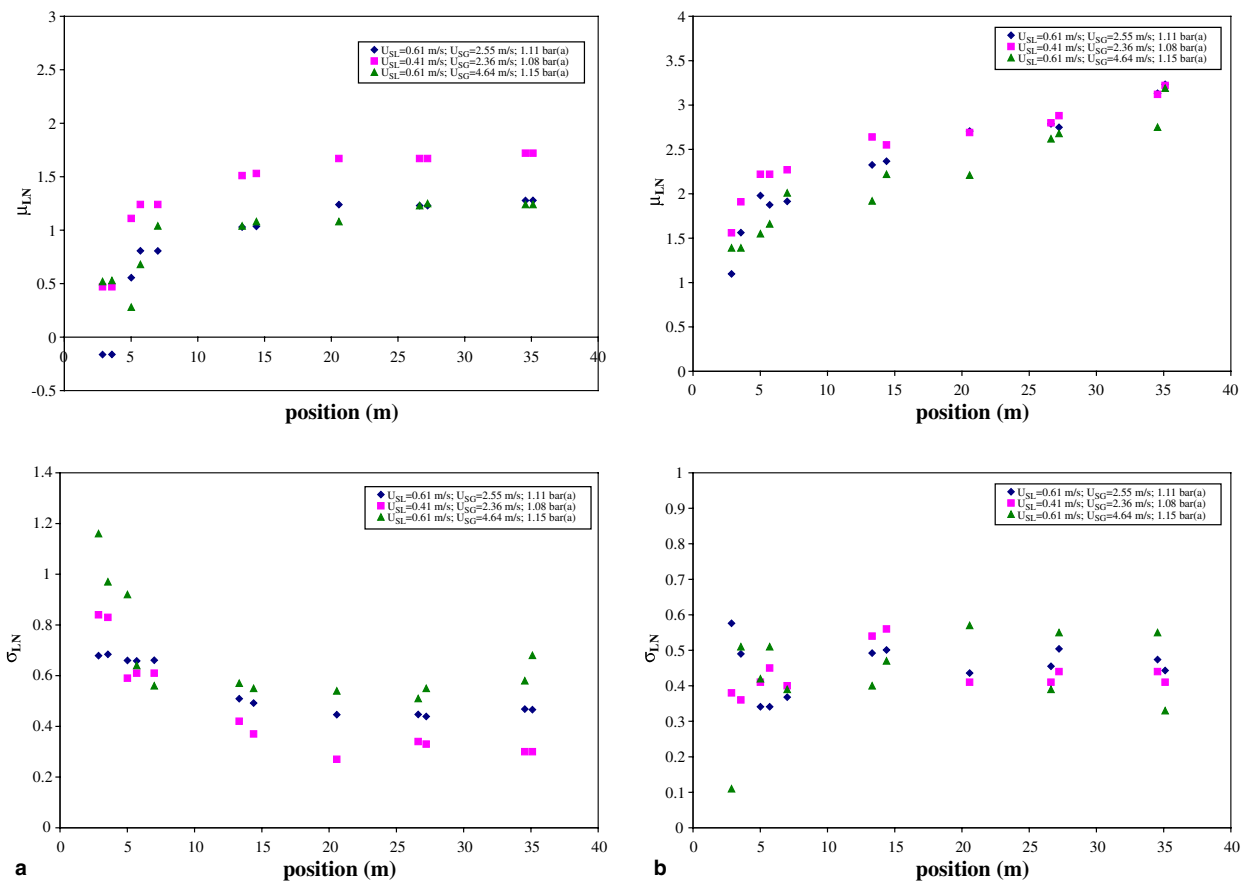 3
2.5
2
1.5
1
0.5
0
-0.5
μLN
0 5 10 15 20 25 30 35 40
position (m)
USL=0.61 m/s; USG=2.55 m/s; 1.11 bar(a)
USL=0.41 m/s; USG=2.36 m/s; 1.08 bar(a)
USL=0.61 m/s; USG=4.64 m/s; 1.15 bar(a)
4
4.5
3
3.5
2
2.5
1
1.5
0
μLN
0 5 10 15 20 25 30 35 40
position (m)
USL=0.61 m/s; USG=2.55 m/s; 1.11 bar(a)
USL=0.41 m/s; USG=2.36 m/s; 1.08 bar(a)
USL=0.61 m/s; USG=4.64 m/s; 1.15 bar(a)
1.4
1.2
1
0.8
0.6
0.4
0.2
0
σLN
0 5 10 15 20 25 30 35 40
position (m)
USL=0.61 m/s; USG=2.55 m/s; 1.11 bar(a)
USL=0.41 m/s; USG=2.36 m/s; 1.08 bar(a)
USL=0.61 m/s; USG=4.64 m/s; 1.15 bar(a)
a
1
0.9
0.8
0.7
0.6
0.5
0.4
0.3
0.2
0.1
0
σLN
0 5 10 15 20 25 30 35 40
position (m)
USL=0.61 m/s; USG=2.55 m/s; 1.11 bar(a)
USL=0.41 m/s; USG=2.36 m/s; 1.08 bar(a)
USL=0.61 m/s; USG=4.64 m/s; 1.15 bar(a)
b